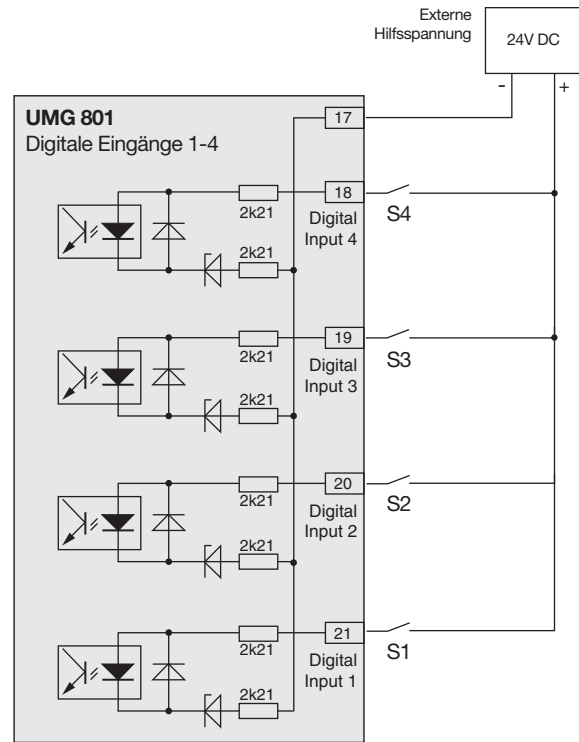 Externe
Hilfsspannung
24V DC
- +
UMG 801
Digitale Eingänge 1-4
17
18
2k21
Digital
Input 4
S4
2k21
19
2k21
Digital
Input 3
S3
2k21
20
2k21
Digital
Input 2
S2
2k21
21
2k21
Digital
Input 1
S1
2k21